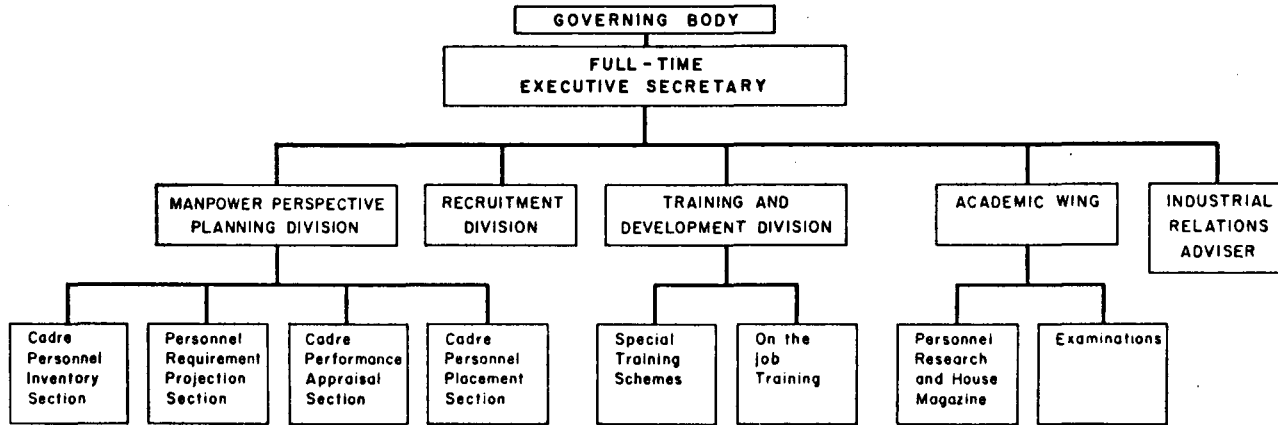 GOVERNING BODY
FULL-TIME
EXECUTIVE SECRETARY
MANPOWER PERSPECTIVE
PLANNING DIVISION
RECRUITMENT
DIVISION
TRAINING AND
DEVELOPMENT DIVISION
ACADEMIC WING
INDUSTRIAL
RELATIONS
ADVISER
Cadre
Personnel
Inventory
Section
Personnel
Requirement
Projection
Section
Cadre
Performance
Appraisal
Section
Cadre
Personnel
Placement
Section
Special
Training
Schemes
On the
job
Training
Personnel
Research
and House
Magazine
Examinations